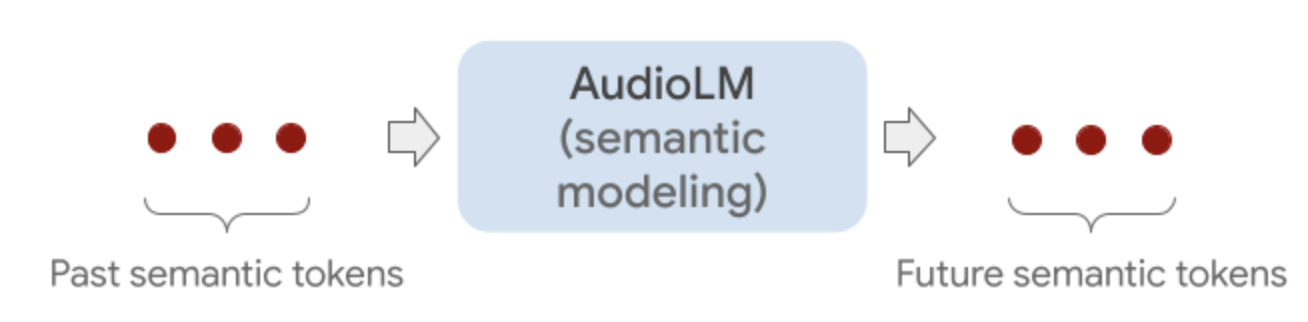 AudioLM
(semantic
modeling)
Past semantic tokens
Future semantic tokens